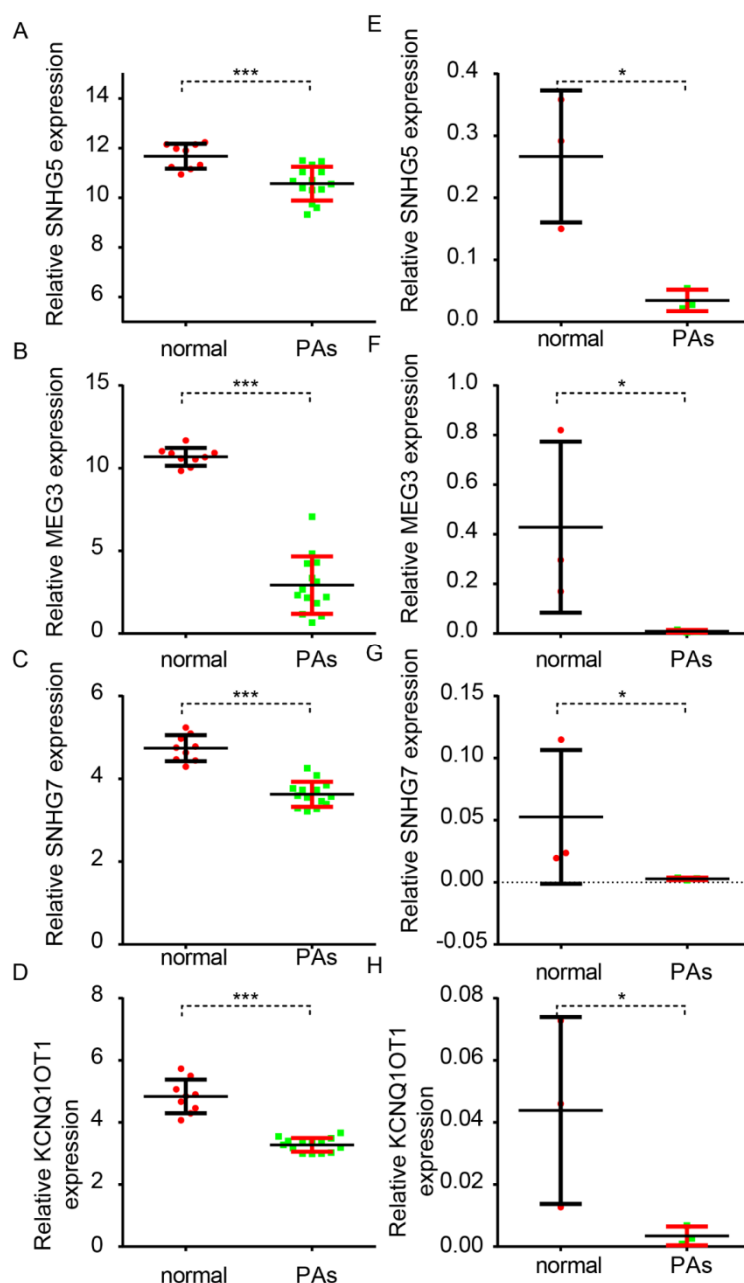 A
Relative SNHG5 expression
14
12
10
8
6
***
normal PAs
E
Relative SNHG5 expression
0.4
0.3
0.2
0.1
0.0
*
normal PAs
B
Relative MEG3 expression
15
10
5
0
***
normal PAs
F
Relative MEG3 expression
1.0
0.8
0.6
0.4
0.2
0.0
*
normal PAs
C
Relative SNHG7 expression
6
4
2
0
***
normal PAs
G
Relative SNHG7 expression
0.15
0.10
0.05
0.00
-0.05
*
normal PAs
D
Relative KCNQ1OT1
expression
8
6
4
2
0
***
normal PAs
H
Relative KCNQ1OT1
expression
0.08
0.06
0.04
0.02
0.00
*
normal PAs